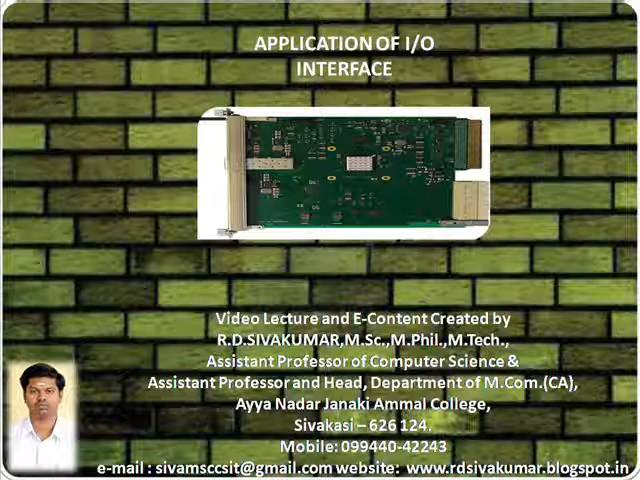 APPLICATION OF I/O
INTERFACE
Video Lecture and E-Content Created by
R.D.SIVAKUMAR,M.Sc.,M.Phil.,M.Tech.,
Assistant Professor of Computer Science &
Assistant Professor and Head, Department of M.Com.(CA),
Ayya Nadar Janaki Ammal College,
Sivakasi – 626 124.
Mobile: 099440-42243
e-mail : sivamsccsit@gmail.com website: www.rdsivakumar.blogspot.in